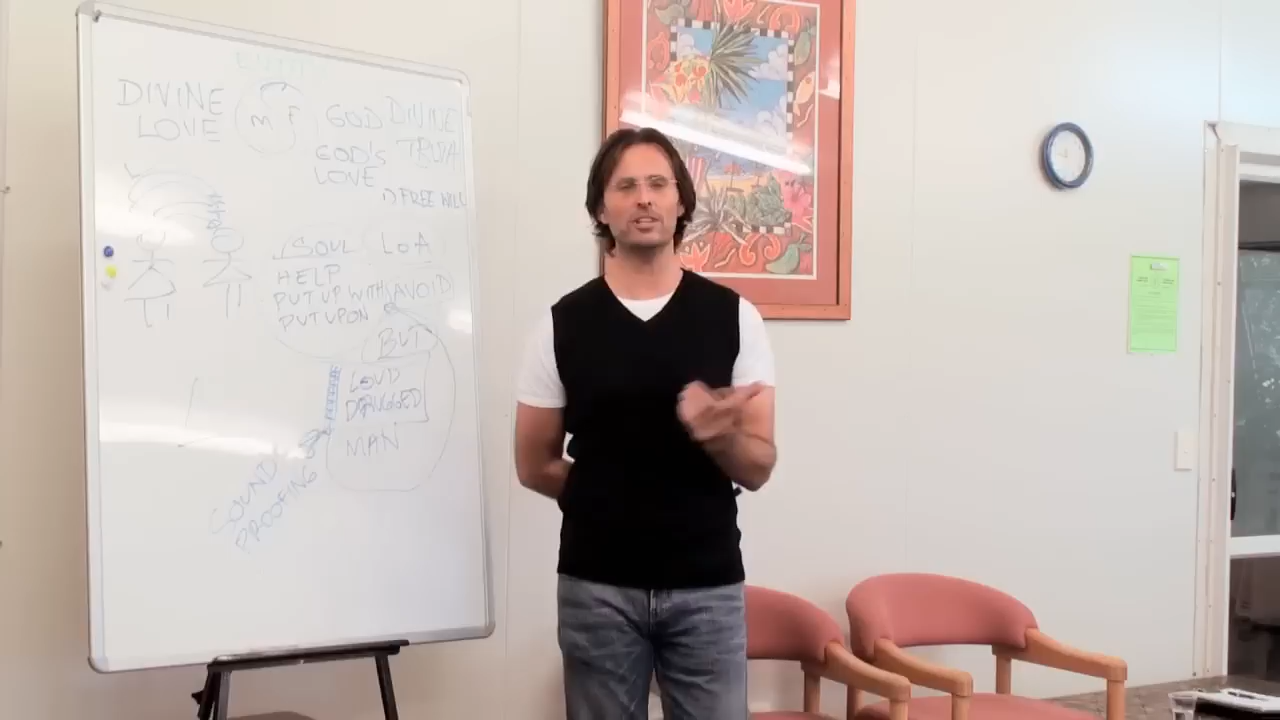 DIVINE
LOVE
M F
GOD DIVINE
GOD'S TRUTH
LOVE
1) FREE WILL
SOUL LOA
HELP
PUT UP WITH AVOID
PUT UPON
BUT
LOUD
DRUGGED
MAN
SOUND
PROOFING